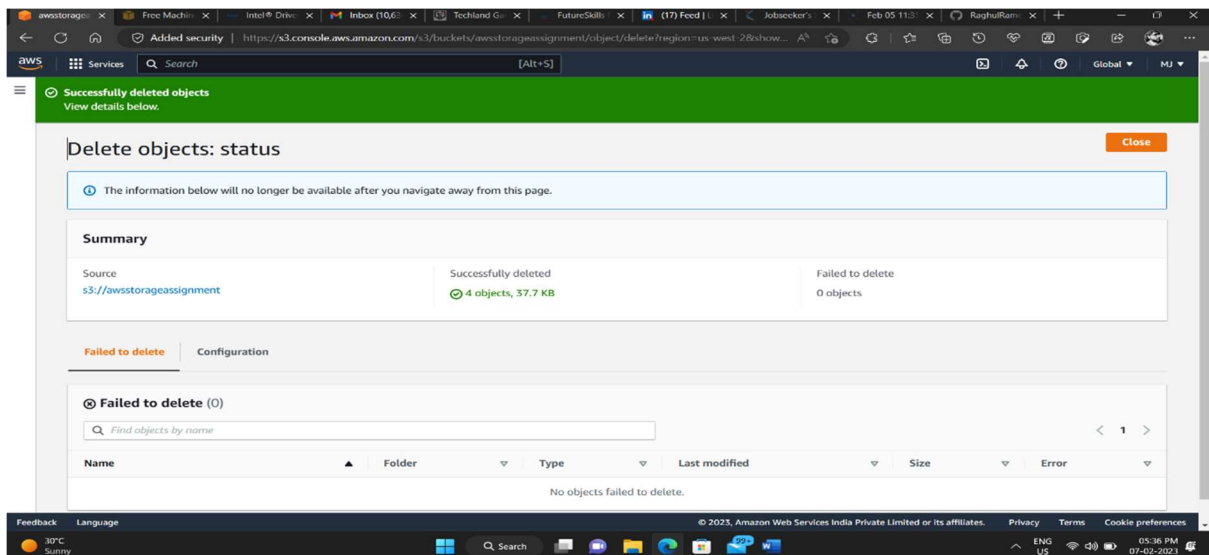 awsstorage
Free Machin
Intel® Drive
Inbox (10,63
Techland Ga
FutureSkills
(17) Feed | L
Jobseeker's
Feb 05 11:3
RaghulRam
Added security
https://s3.console.aws.amazon.com/s3/buckets/awsstorageassignment/object/delete?region=us-west-2&show...
aws
Services
Search
[Alt+S]
Global
MJ
Successfully deleted objects
View details below.
Delete objects: status
Close
The information below will no longer be available after you navigate away from this page.
Summary
Source
Successfully deleted
Failed to delete
s3://awsstorageassignment
4 objects, 37.7 KB
0 objects
Failed to delete
Configuration
Failed to delete (0)
Find objects by name
1
Name
Folder
Type
Last modified
Size
Error
No objects failed to delete.
Feedback
Language
© 2023, Amazon Web Services India Private Limited or its affiliates.
Privacy
Terms
Cookie preferences
30°C
Sunny
Search
99+
ENG
US
05:36 PM
07-02-2023